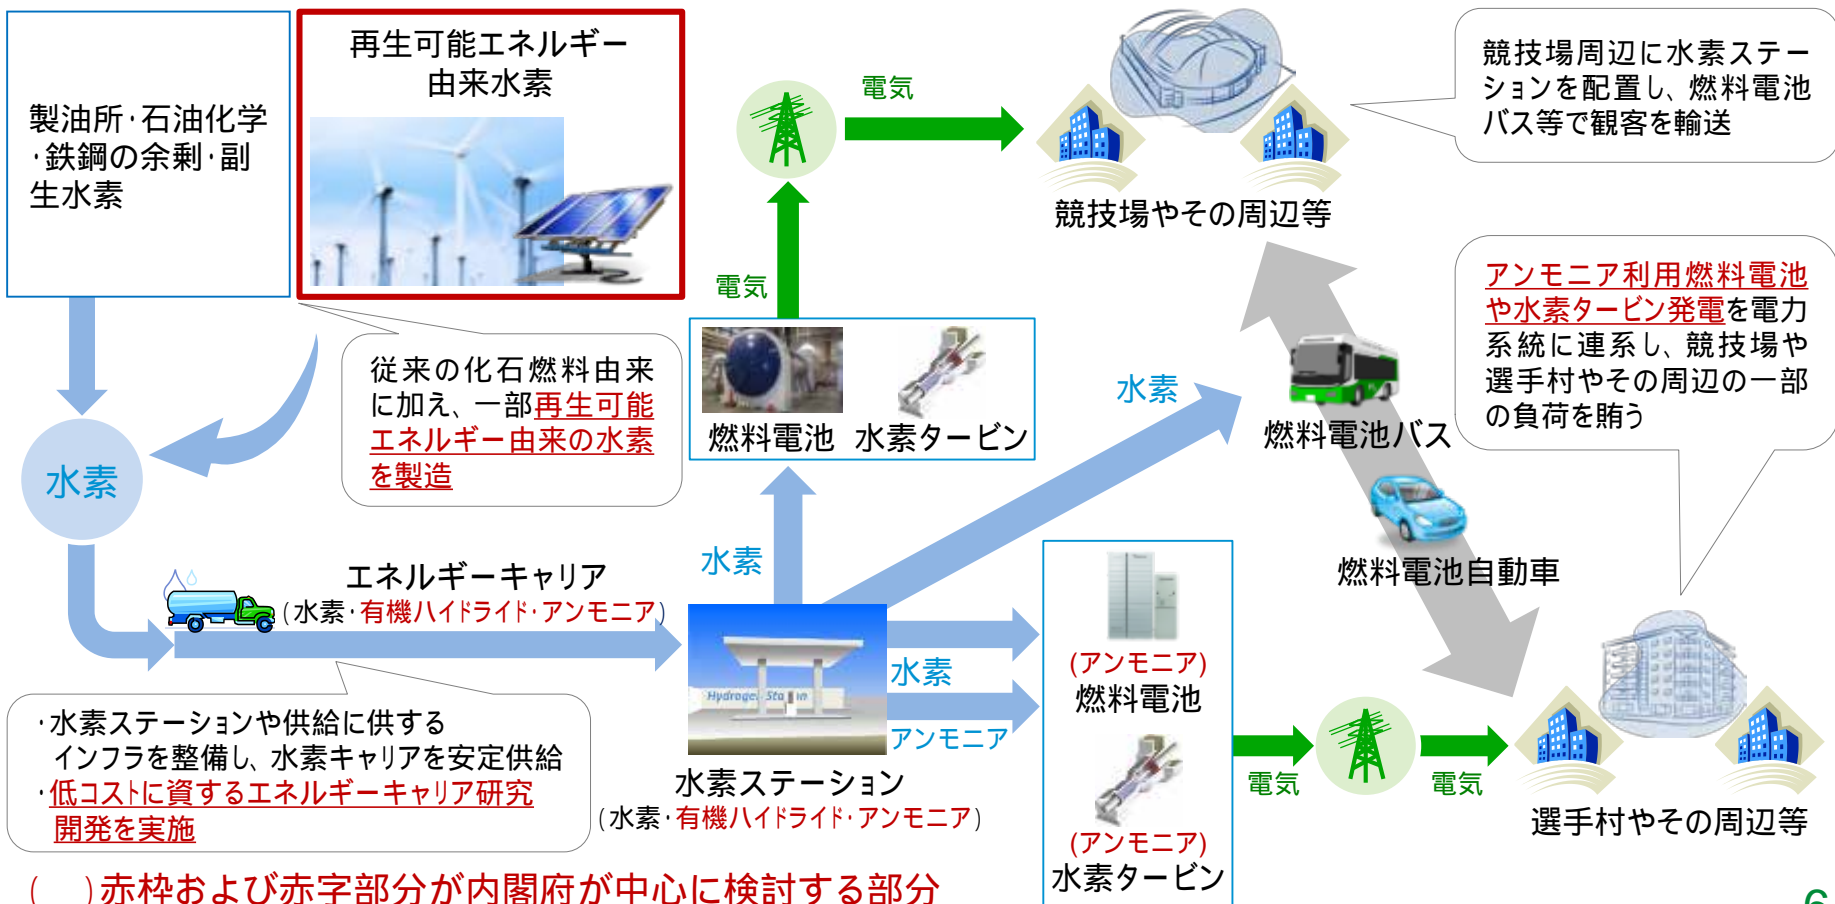 製油所・石油化学
・鉄鋼の余剰・副
生水素
再生可能エネルギー
由来水素
電気
競技場やその周辺等
競技場周辺に水素ステー
ションを配置し、燃料電池
バス等で観客を輸送
電気
従来の化石燃料由来
に加え、一部再生可能
エネルギー由来の水素
を製造
燃料電池
水素タービン
水素
燃料電池バス
アンモニア利用燃料電池
や水素タービン発電を電力
系統に連系し、競技場や
選手村やその周辺の一部
の負荷を賄う
水素
水素
エネルギーキャリア
(水素・有機ハイドライド・アンモニア)
燃料電池自動車
Hydrogen Station
水素
アンモニア
水素ステーション
(水素・有機ハイドライド・アンモニア)
(アンモニア)
燃料電池
(アンモニア)
水素タービン
電気
電気
選手村やその周辺等
・水素ステーションや供給に供する
インフラを整備し、水素キャリアを安定供給
・低コストに資するエネルギーキャリア研究
開発を実施
(　)赤枠および赤字部分が内閣府が中心に検討する部分
6